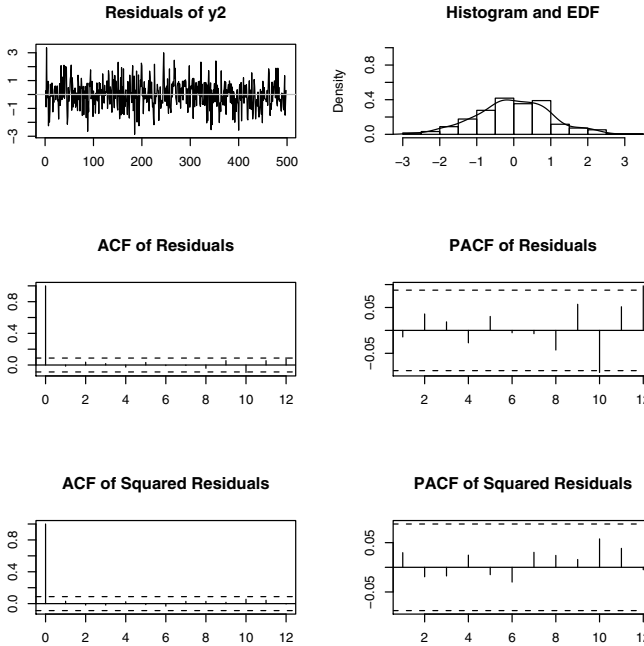 Residuals of y2
3
1
−1
−3
0 100 200 300 400 500
Histogram and EDF
Density
0.8
0.4
0.0
−3 −2 −1 0 1 2 3
ACF of Residuals
0.8
0.4
0.0
0 2 4 6 8 10 12
PACF of Residuals
0.05
−0.05
2 4 6 8 10 12
ACF of Squared Residuals
0.8
0.4
0.0
0 2 4 6 8 10 12
PACF of Squared Residuals
0.05
−0.05
2 4 6 8 10